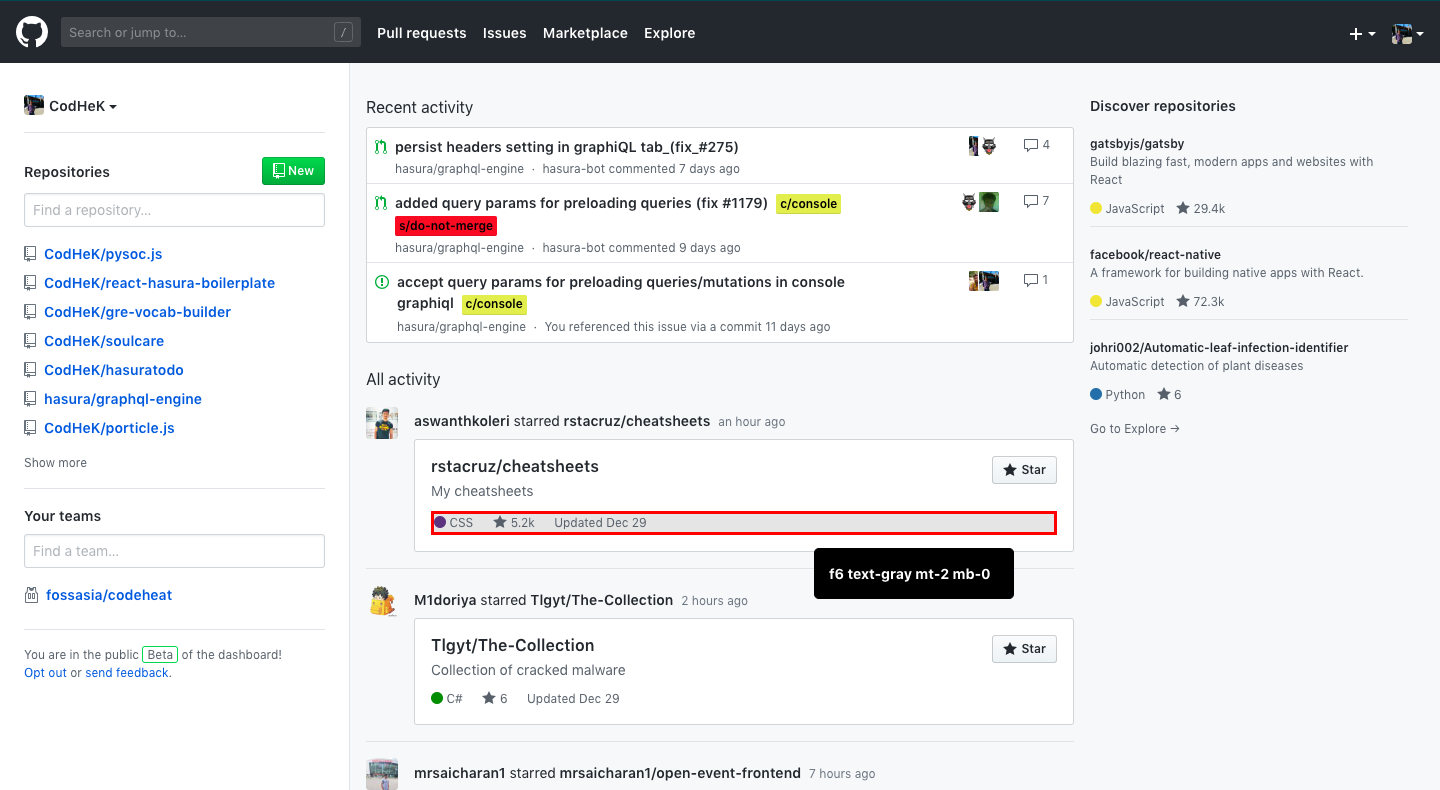 Search or jump to...
/
Pull requests
Issues
Marketplace
Explore
CodHeK
Repositories
New
Find a repository...
CodHeK/pysoc.js
CodHeK/react-hasura-boilerplate
CodHeK/gre-vocab-builder
CodHeK/soulcare
CodHeK/hasuratodo
hasura/graphql-engine
CodHeK/porticle.js
Show more
Your teams
Find a team...
fossasia/codeheat
You are in the public Beta of the dashboard!
Opt out or send feedback.
Recent activity
persist headers setting in graphiQL tab_(fix_#275)
4
hasura/graphql-engine · hasura-bot commented 7 days ago
added query params for preloading queries (fix #1179) c/console
7
s/do-not-merge
hasura/graphql-engine · hasura-bot commented 9 days ago
accept query params for preloading queries/mutations in console
1
graphiql c/console
hasura/graphql-engine · You referenced this issue via a commit 11 days ago
All activity
aswanthkoleri starred rstacruz/cheatsheets an hour ago
rstacruz/cheatsheets
Star
My cheatsheets
CSS 5.2k Updated Dec 29
f6 text-gray mt-2 mb-0
M1doriya starred Tlgyt/The-Collection 2 hours ago
Tlgyt/The-Collection
Star
Collection of cracked malware
C# 6 Updated Dec 29
mrsaicharan1 starred mrsaicharan1/open-event-frontend 7 hours ago
Discover repositories
gatsbyjs/gatsby
Build blazing fast, modern apps and websites with
React
JavaScript 29.4k
facebook/react-native
A framework for building native apps with React.
JavaScript 72.3k
johri002/Automatic-leaf-infection-identifier
Automatic detection of plant diseases
Python 6
Go to Explore →